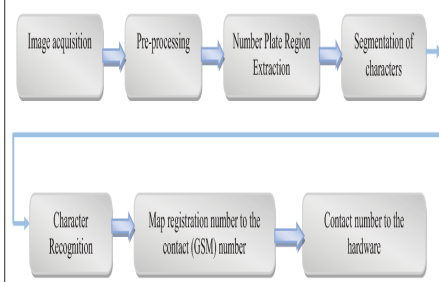 Image acquisition
Pre-processing
Number Plate Region
Extraction
Segmentation of
characters
Character
Recognition
Map registration number to the
contact (GSM) number
Contact number to the
hardware